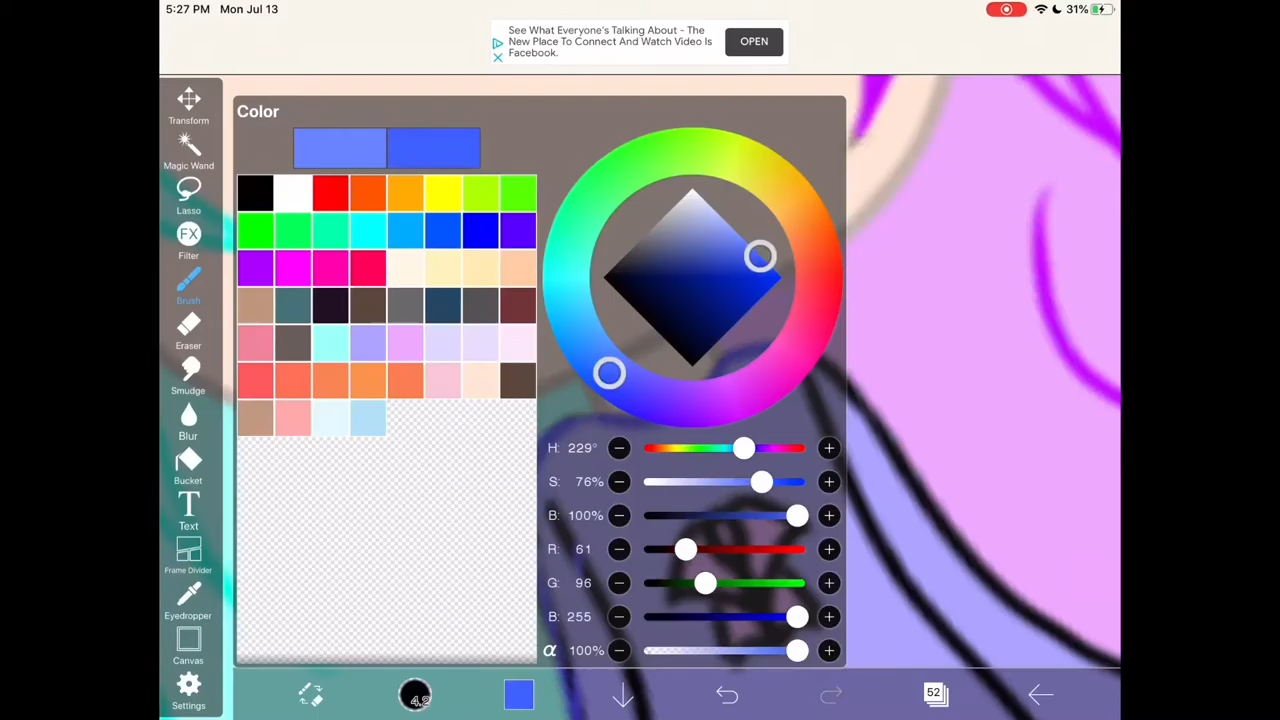 5:27 PM Mon Jul 13
31%
See What Everyone's Talking About - The
New Place To Connect And Watch Video Is
Facebook.
OPEN
Transform
Magic Wand
Lasso
FX
Filter
Brush
Eraser
Smudge
Blur
Bucket
T
Text
Frame Divider
Eyedropper
Canvas
Settings
Color
H: 229°
S: 76%
B: 100%
R: 61
G: 96
B: 255
α 100%
4.2
52